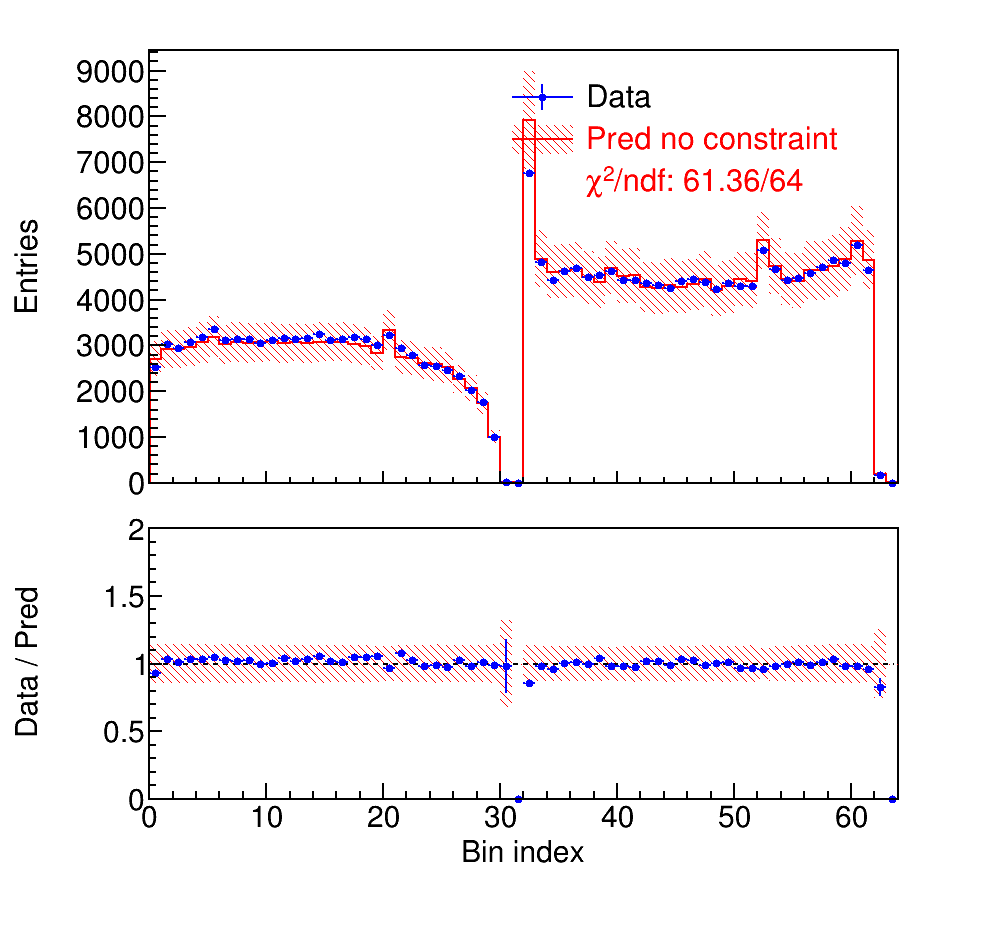 Entries
9000
8000
7000
6000
5000
4000
3000
2000
1000
0
Data
Pred no constraint
χ²/ndf: 61.36/64
Data / Pred
2
1.5
1
0.5
0
0 10 20 30 40 50 60
Bin index